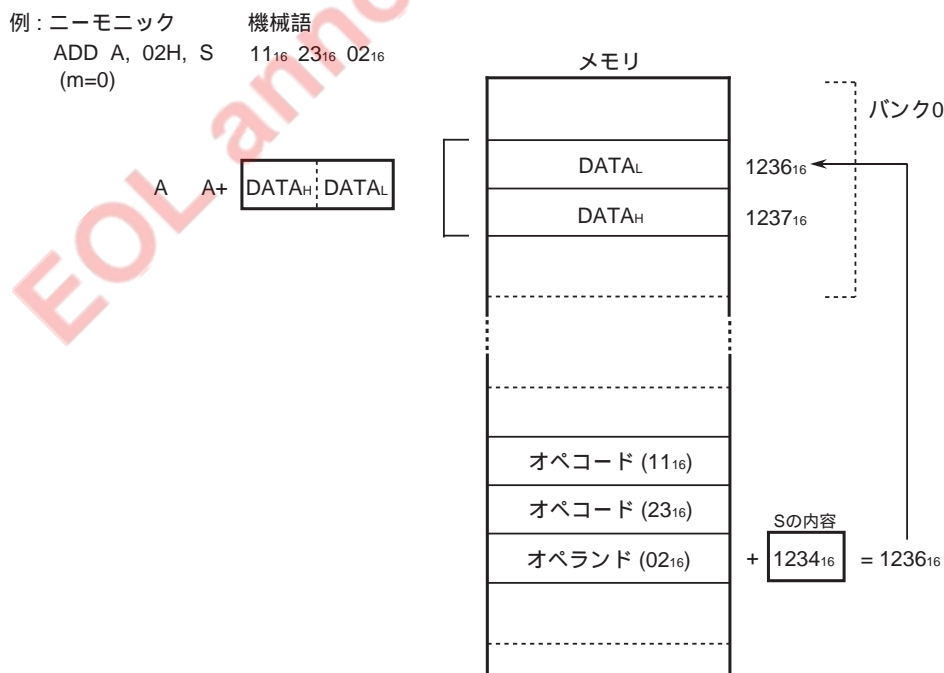 例 : ニーモニック 機械語
ADD A, 02H, S 11₁₆ 23₁₆ 02₁₆
(m=0)
メモリ
バンク0
DATAL 1236₁₆
A A+ DATAH DATAL
DATAH 1237₁₆
オペコード (11₁₆)
オペコード (23₁₆)
Sの内容
オペランド (02₁₆) + 1234₁₆ = 1236₁₆
EOL anno